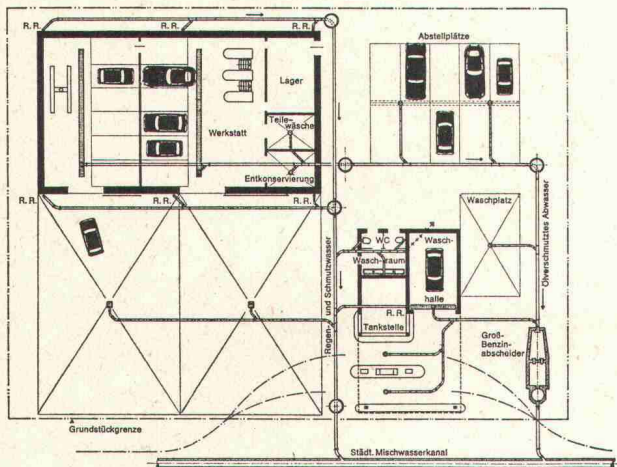 R. R.
R. R.
R. R.
Abstellplätze
Lager
Teile-
wäsche
Werkstatt
Entkonservierung
R. R.
R. R.
R. R.
Waschplatz
WC
Wasch-
Wasch-raum
halle
R. R.
Tankstelle
Regen- und Schmutzwasser
Ölverschmutztes Abwasser
Groß-
Benzin-
abscheider
Grundstückgrenze
Städt. Mischwasserkanal